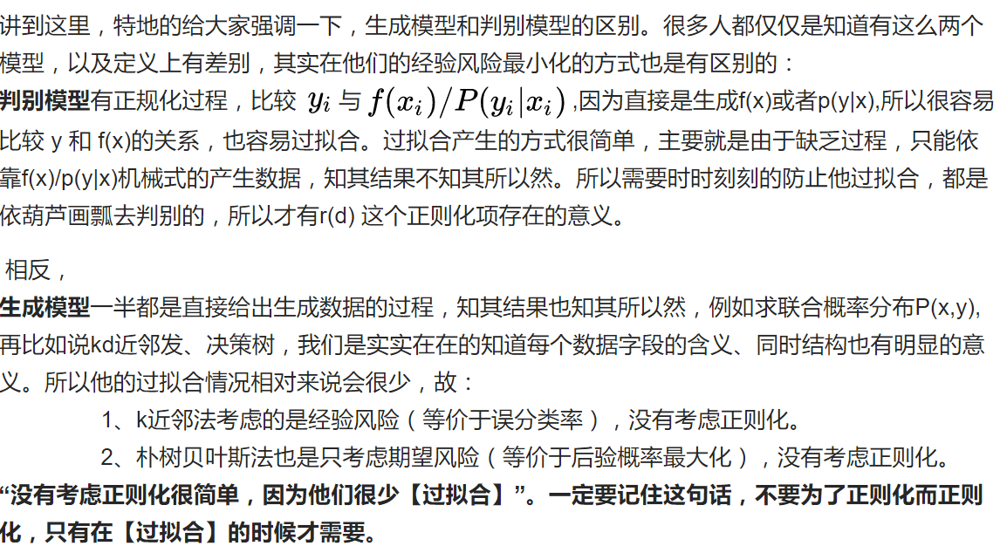 讲到这里，特地的给大家强调一下，生成模型和判别模型的区别。很多人都仅仅是知道有这么两个
模型，以及定义上有差别，其实在他们的经验风险最小化的方式也是有区别的：
判别模型有正规化过程，比较 yᵢ 与 f(xᵢ)/P(yᵢ|xᵢ) ,因为直接是生成f(x)或者p(y|x),所以很容易
比较 y 和 f(x)的关系，也容易过拟合。过拟合产生的方式很简单，主要就是由于缺乏过程，只能依
靠f(x)/p(y|x)机械式的产生数据，知其结果不知其所以然。所以需要时时刻刻的防止他过拟合，都是
依葫芦画瓢去判别的，所以才有r(d) 这个正则化项存在的意义。
相反，
生成模型一半都是直接给出生成数据的过程，知其结果也知其所以然，例如求联合概率分布P(x,y),
再比如说kd近邻发、决策树，我们是实实在在的知道每个数据字段的含义、同时结构也有明显的意
义。所以他的过拟合情况相对来说会很少，故：
1、k近邻法考虑的是经验风险（等价于误分类率），没有考虑正则化。
2、朴树贝叶斯法也是只考虑期望风险（等价于后验概率最大化），没有考虑正则化。
“没有考虑正则化很简单，因为他们很少【过拟合】”。一定要记住这句话，不要为了正则化而正则
化，只有在【过拟合】的时候才需要。